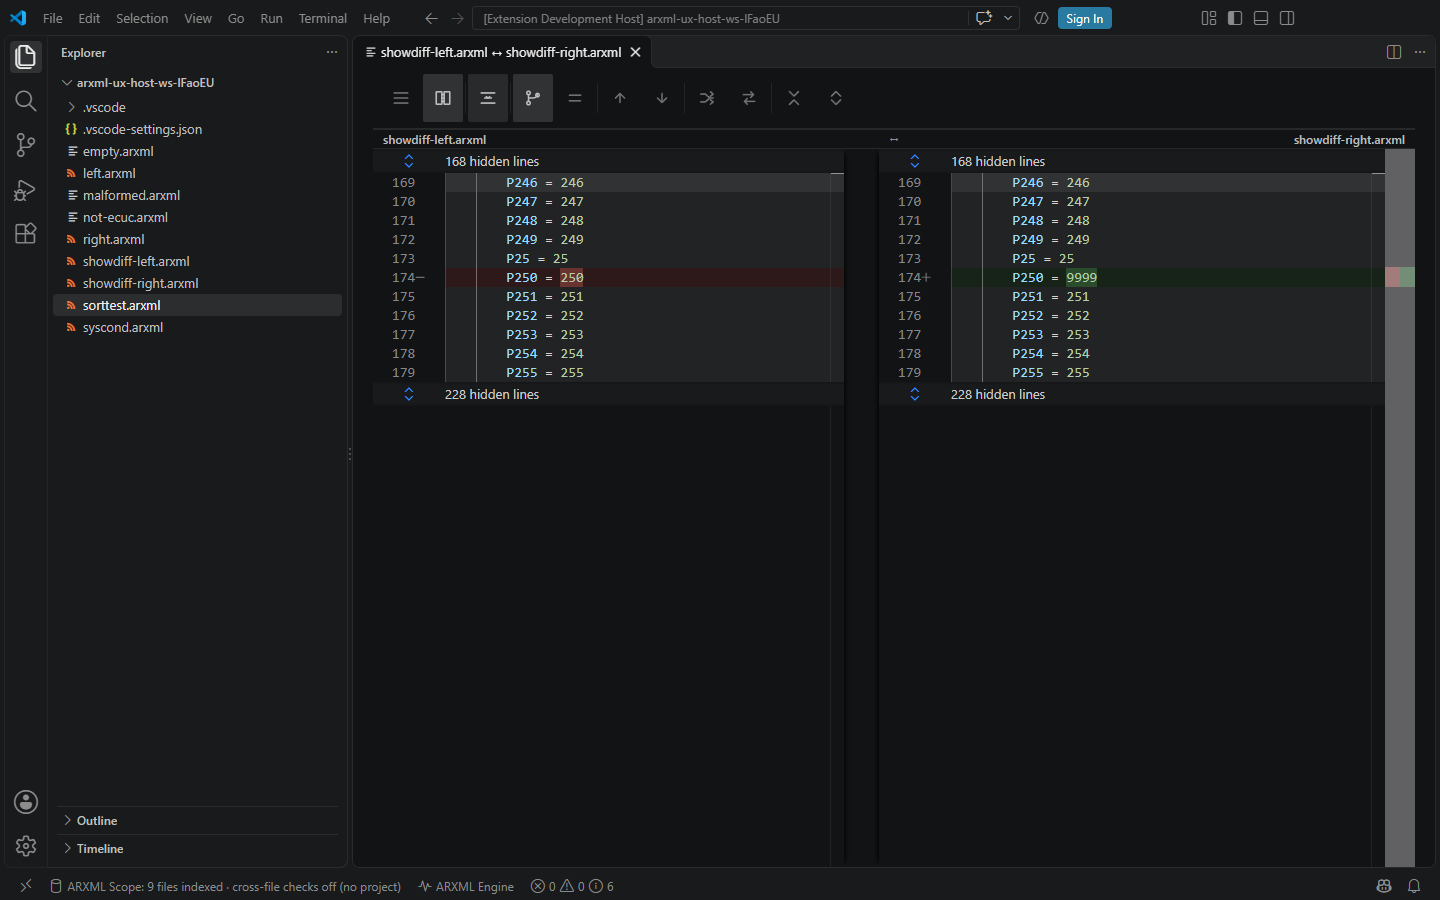 File Edit Selection View Go Run Terminal Help
[Extension Development Host] arxml-ux-host-ws-IFaoEU
Sign In
Explorer
arxml-ux-host-ws-IFaoEU
.vscode
.vscode-settings.json
empty.arxml
left.arxml
malformed.arxml
not-ecuc.arxml
right.arxml
showdiff-left.arxml
showdiff-right.arxml
sorttest.arxml
syscond.arxml
Outline
Timeline
showdiff-left.arxml ↔ showdiff-right.arxml
showdiff-left.arxml ↔ showdiff-right.arxml
168 hidden lines
169 P246 = 246
170 P247 = 247
171 P248 = 248
172 P249 = 249
173 P25 = 25
174− P250 = 250
175 P251 = 251
176 P252 = 252
177 P253 = 253
178 P254 = 254
179 P255 = 255
228 hidden lines
168 hidden lines
169 P246 = 246
170 P247 = 247
171 P248 = 248
172 P249 = 249
173 P25 = 25
174+ P250 = 9999
175 P251 = 251
176 P252 = 252
177 P253 = 253
178 P254 = 254
179 P255 = 255
228 hidden lines
ARXML Scope: 9 files indexed · cross-file checks off (no project) ARXML Engine 0 0 6